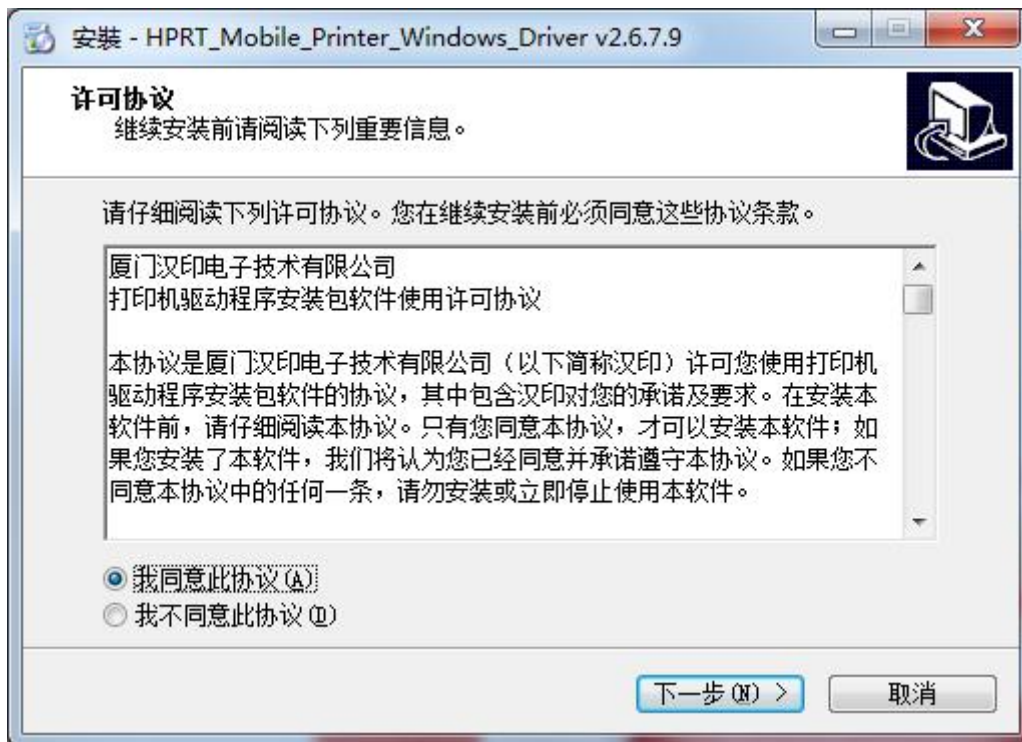 安裝 - HPRT_Mobile_Printer_Windows_Driver v2.6.7.9
许可协议
继续安装前请阅读下列重要信息。
请仔细阅读下列许可协议。您在继续安装前必须同意这些协议条款。
厦门汉印电子技术有限公司
打印机驱动程序安装包软件使用许可协议
本协议是厦门汉印电子技术有限公司（以下简称汉印）许可您使用打印机
驱动程序安装包软件的协议，其中包含汉印对您的承诺及要求。在安装本
软件前，请仔细阅读本协议。只有您同意本协议，才可以安装本软件；如
果您安装了本软件，我们将认为您已经同意并承诺遵守本协议。如果您不
同意本协议中的任何一条，请勿安装或立即停止使用本软件。
我同意此协议(A)
我不同意此协议(D)
下一步(N) >
取消